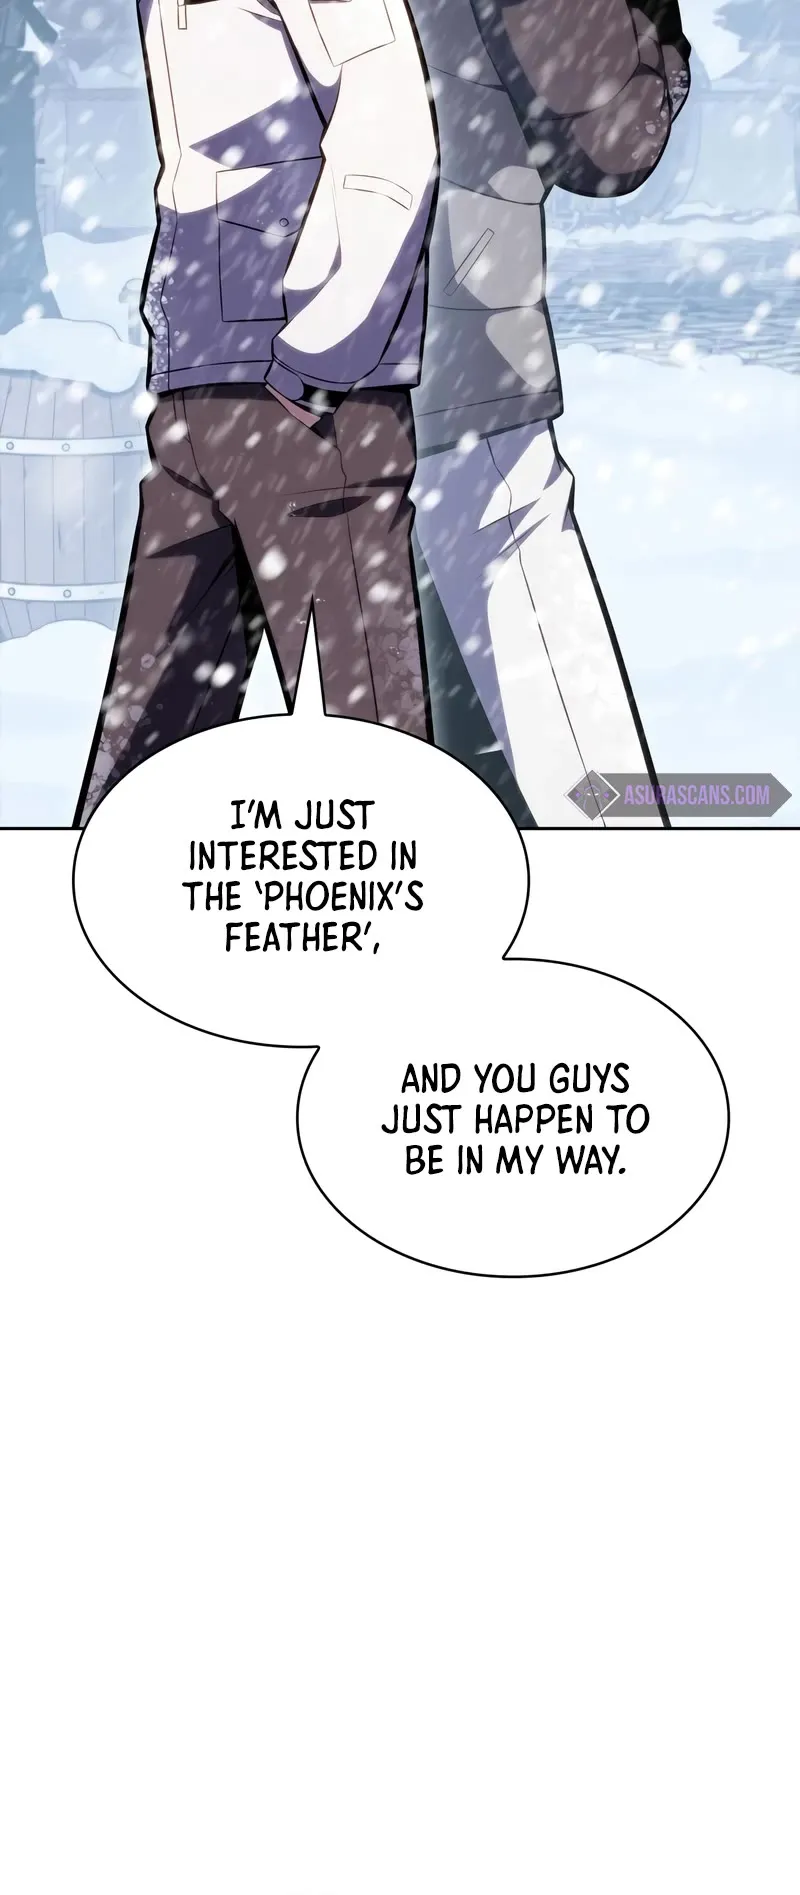 ASURASCANS.COM
I'M JUST
INTERESTED IN
THE 'PHOENIX'S
FEATHER',
AND YOU GUYS
JUST HAPPEN TO
BE IN MY WAY.